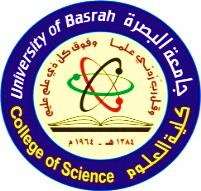 University of Basrah
جامعة البصرة
وقل رب زدني علما
وفوق كل ذي علم عليم
١٣٨٤ هـ - ١٩٦٤ م
College of Science
كلية العلوم